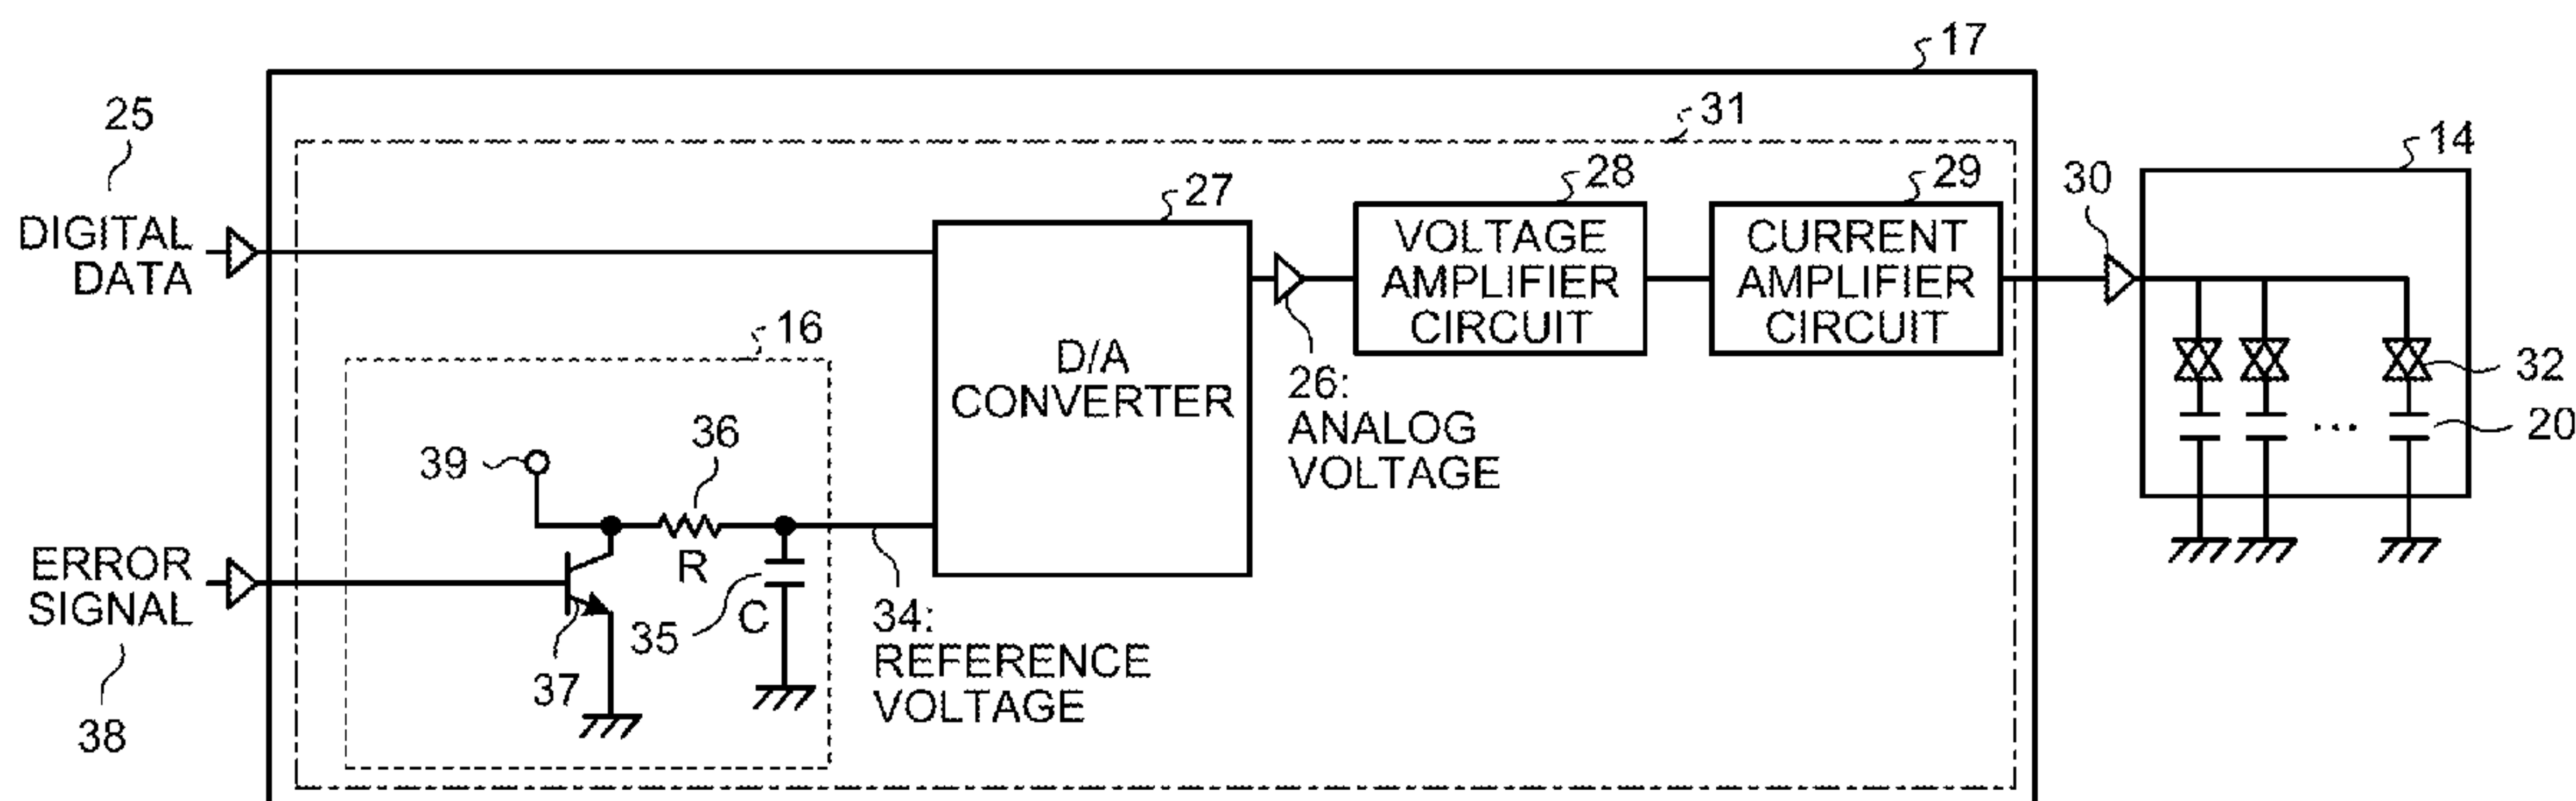 17
31
25
14
27
28
29
30
DIGITAL
DATA
VOLTAGE
AMPLIFIER
CIRCUIT
CURRENT
AMPLIFIER
CIRCUIT
16
D/A
CONVERTER
26:
ANALOG
VOLTAGE
32
20
39
36
R
ERROR
SIGNAL
35
C
37
34:
REFERENCE
VOLTAGE
38
...